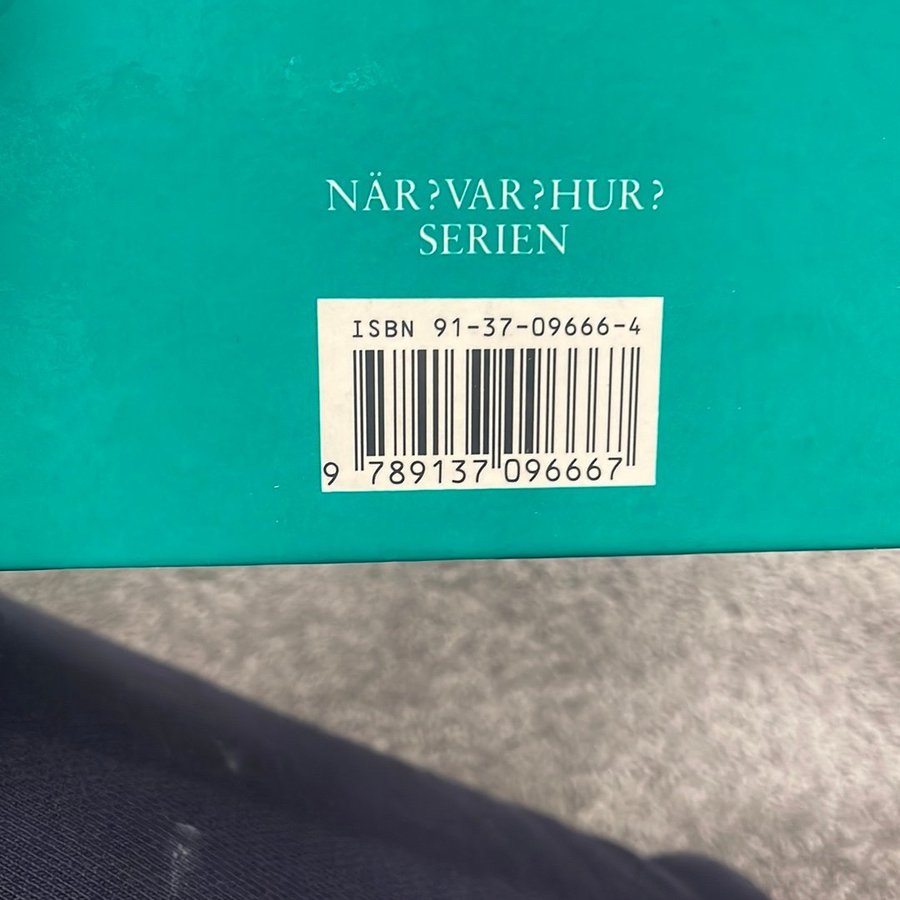 NÄR?VAR?HUR?
SERIEN
ISBN 91-37-09666-4
9 789137 096667